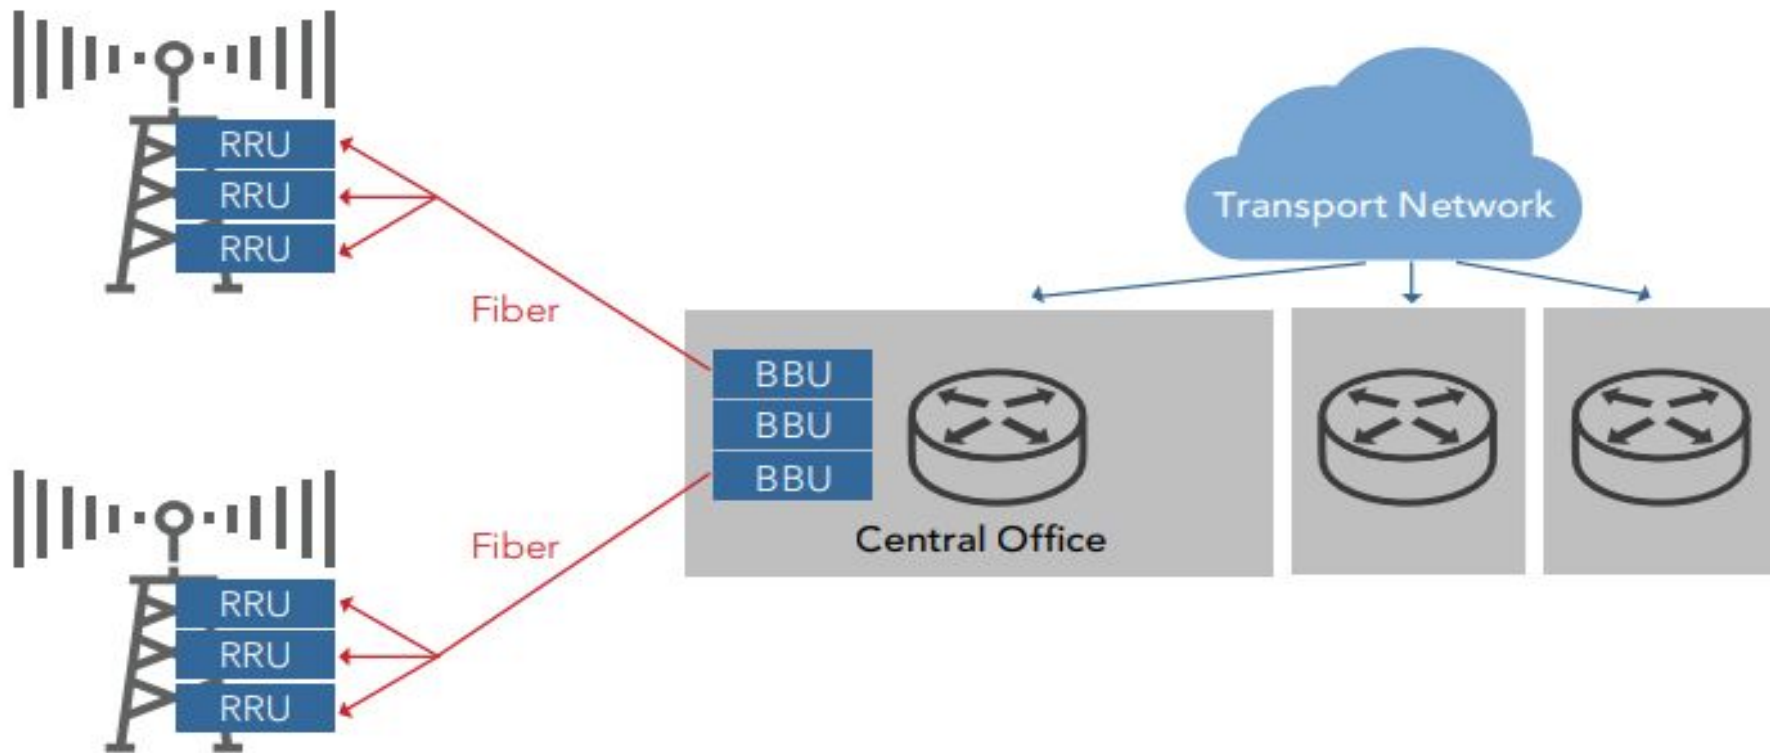 RRU
RRU
RRU
Transport Network
Fiber
BBU
BBU
BBU
Central Office
Fiber
RRU
RRU
RRU